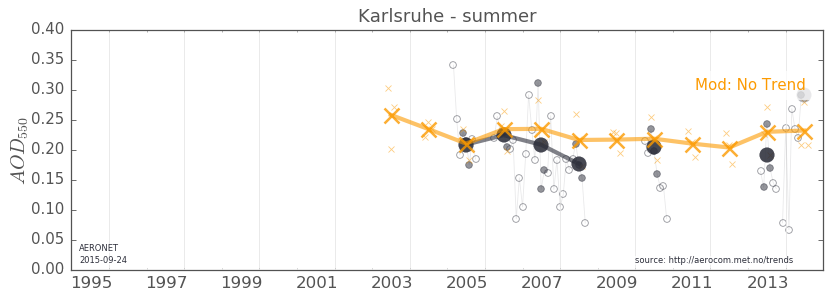 Karlsruhe - summer
0.40
0.35
0.30
0.25
0.20
0.15
0.10
0.05
0.00
AOD550
Mod: No Trend
AERONET
2015-09-24
source: http://aerocom.met.no/trends
1995 1997 1999 2001 2003 2005 2007 2009 2011 2013